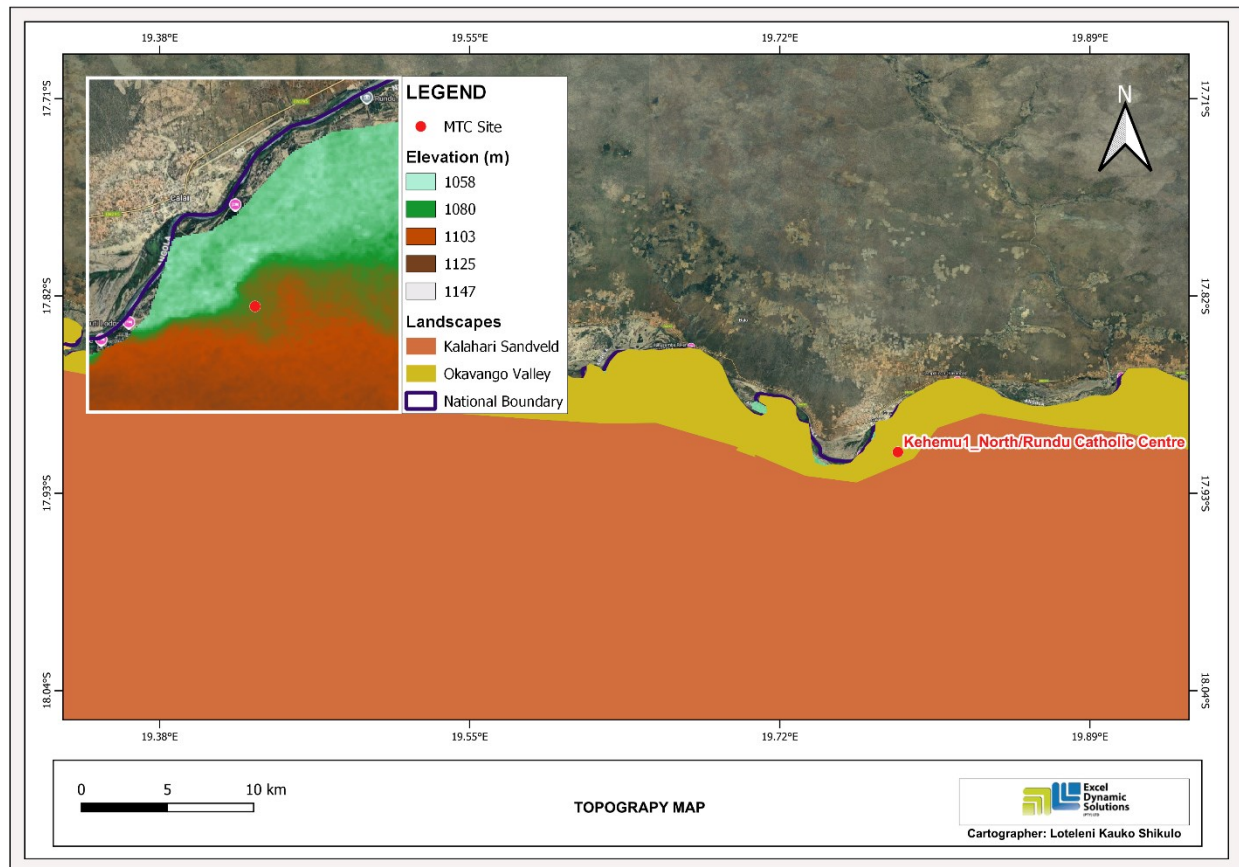 19.38°E
19.55°E
19.72°E
19.89°E
17.71°S
17.71°S
N
LEGEND
MTC Site
Elevation (m)
1058
1080
1103
1125
1147
Landscapes
Kalahari Sandveld
Okavango Valley
National Boundary
Rundu
Calai
ANGOLA
17.82°S
17.82°S
Kehemu1_North/Rundu Catholic Centre
17.93°S
17.93°S
18.04°S
18.04°S
19.38°E
19.55°E
19.72°E
19.89°E
0
5
10 km
TOPOGRAPY MAP
Excel
Dynamic
Solutions
Cartographer: Loteleni Kauko Shikulo